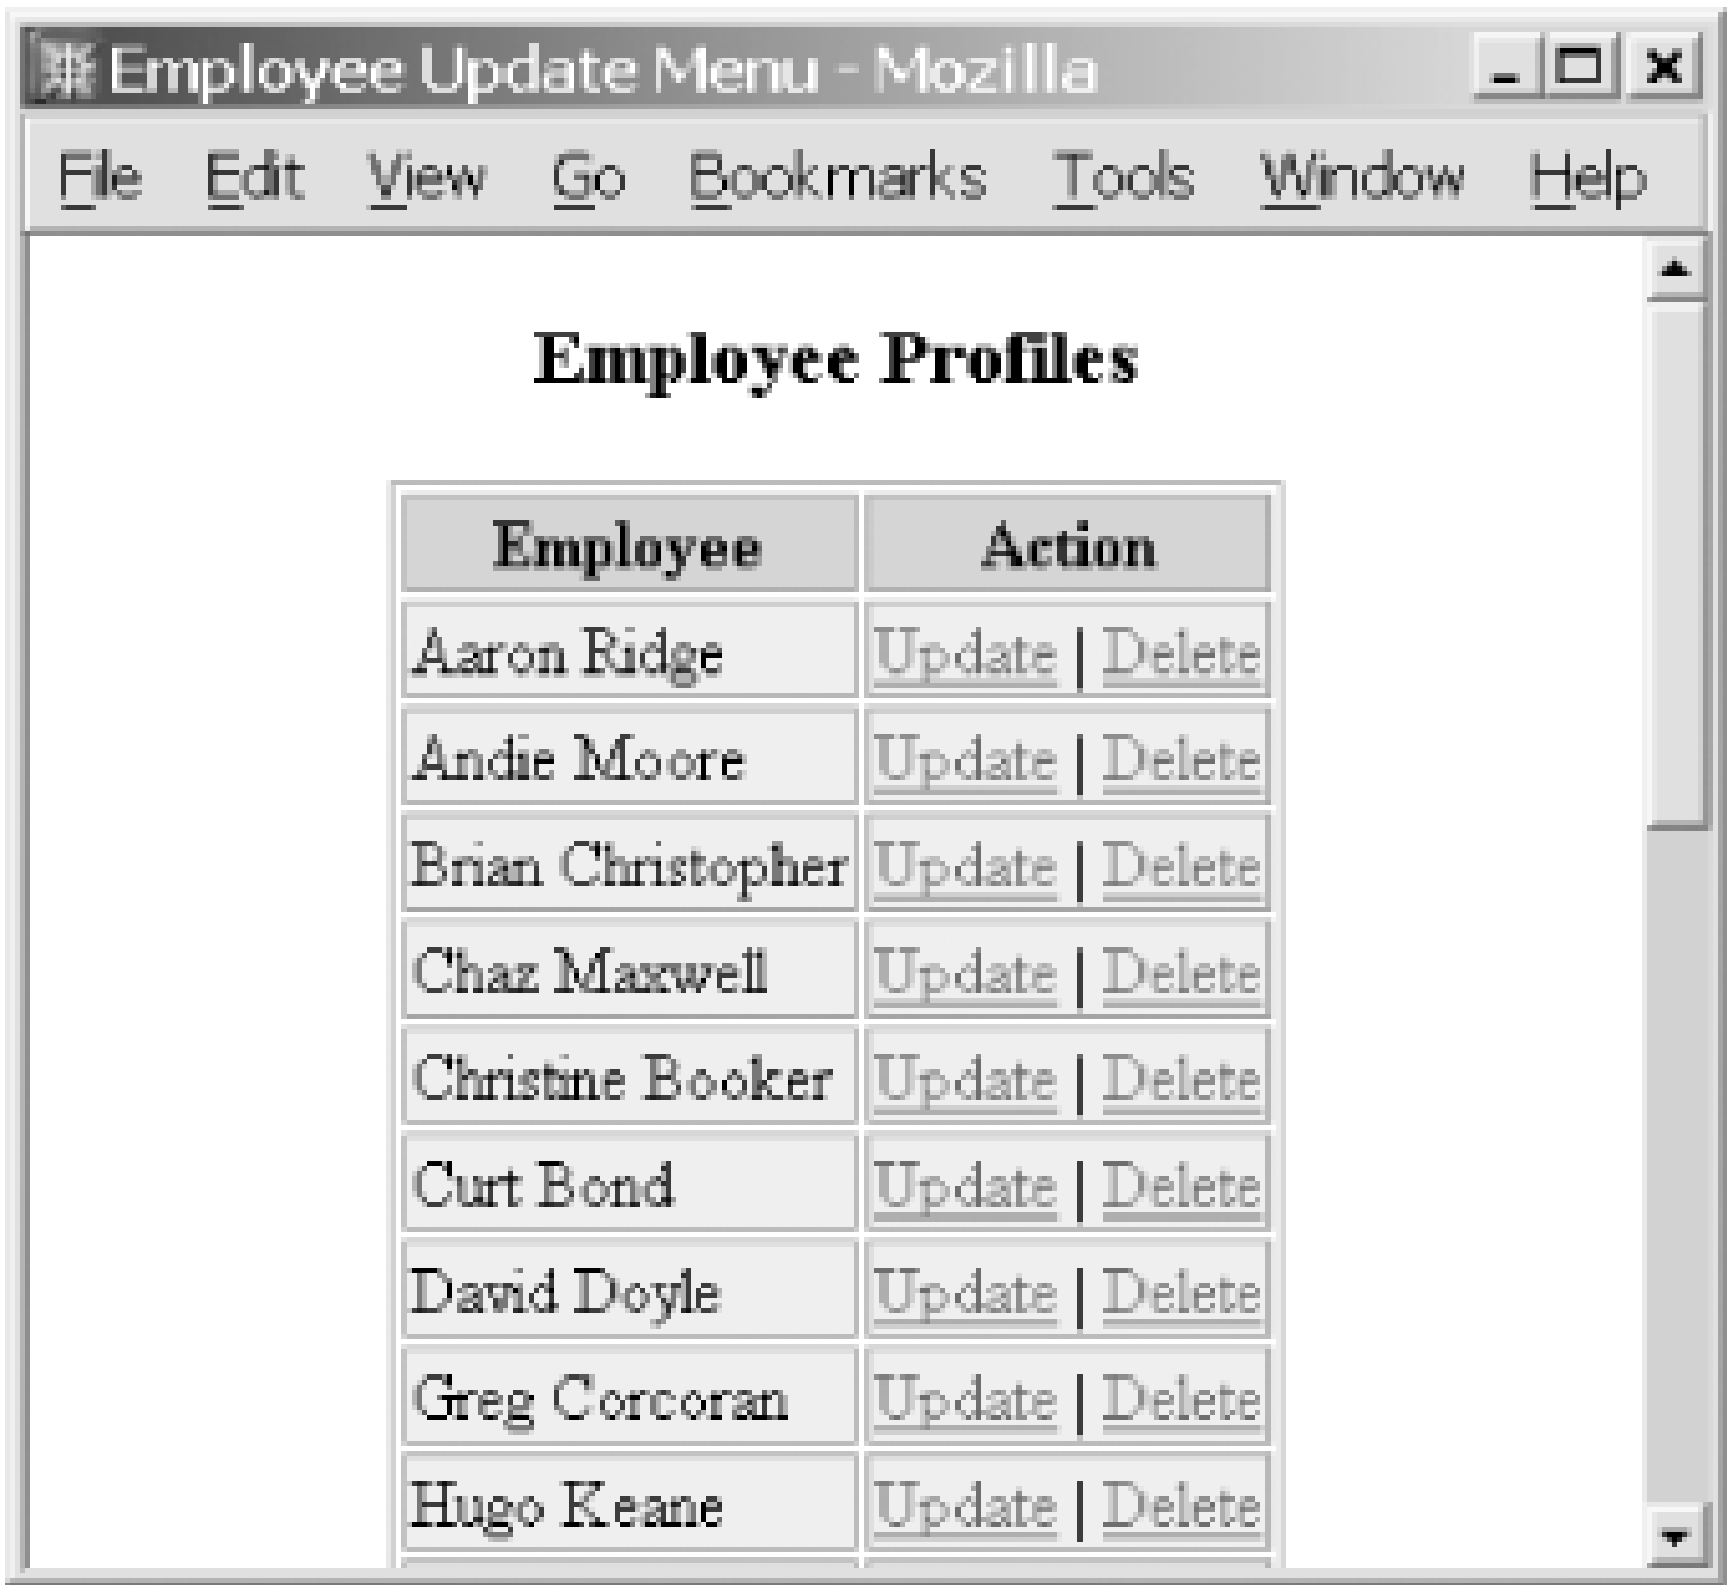 Employee Update Menu - Mozilla
File Edit View Go Bookmarks Tools Window Help
Employee Profiles
Employee Action
Aaron Ridge Update | Delete
Andie Moore Update | Delete
Brian Christopher Update | Delete
Chaz Maxwell Update | Delete
Christine Booker Update | Delete
Curt Bond Update | Delete
David Doyle Update | Delete
Greg Corcoran Update | Delete
Hugo Keane Update | Delete